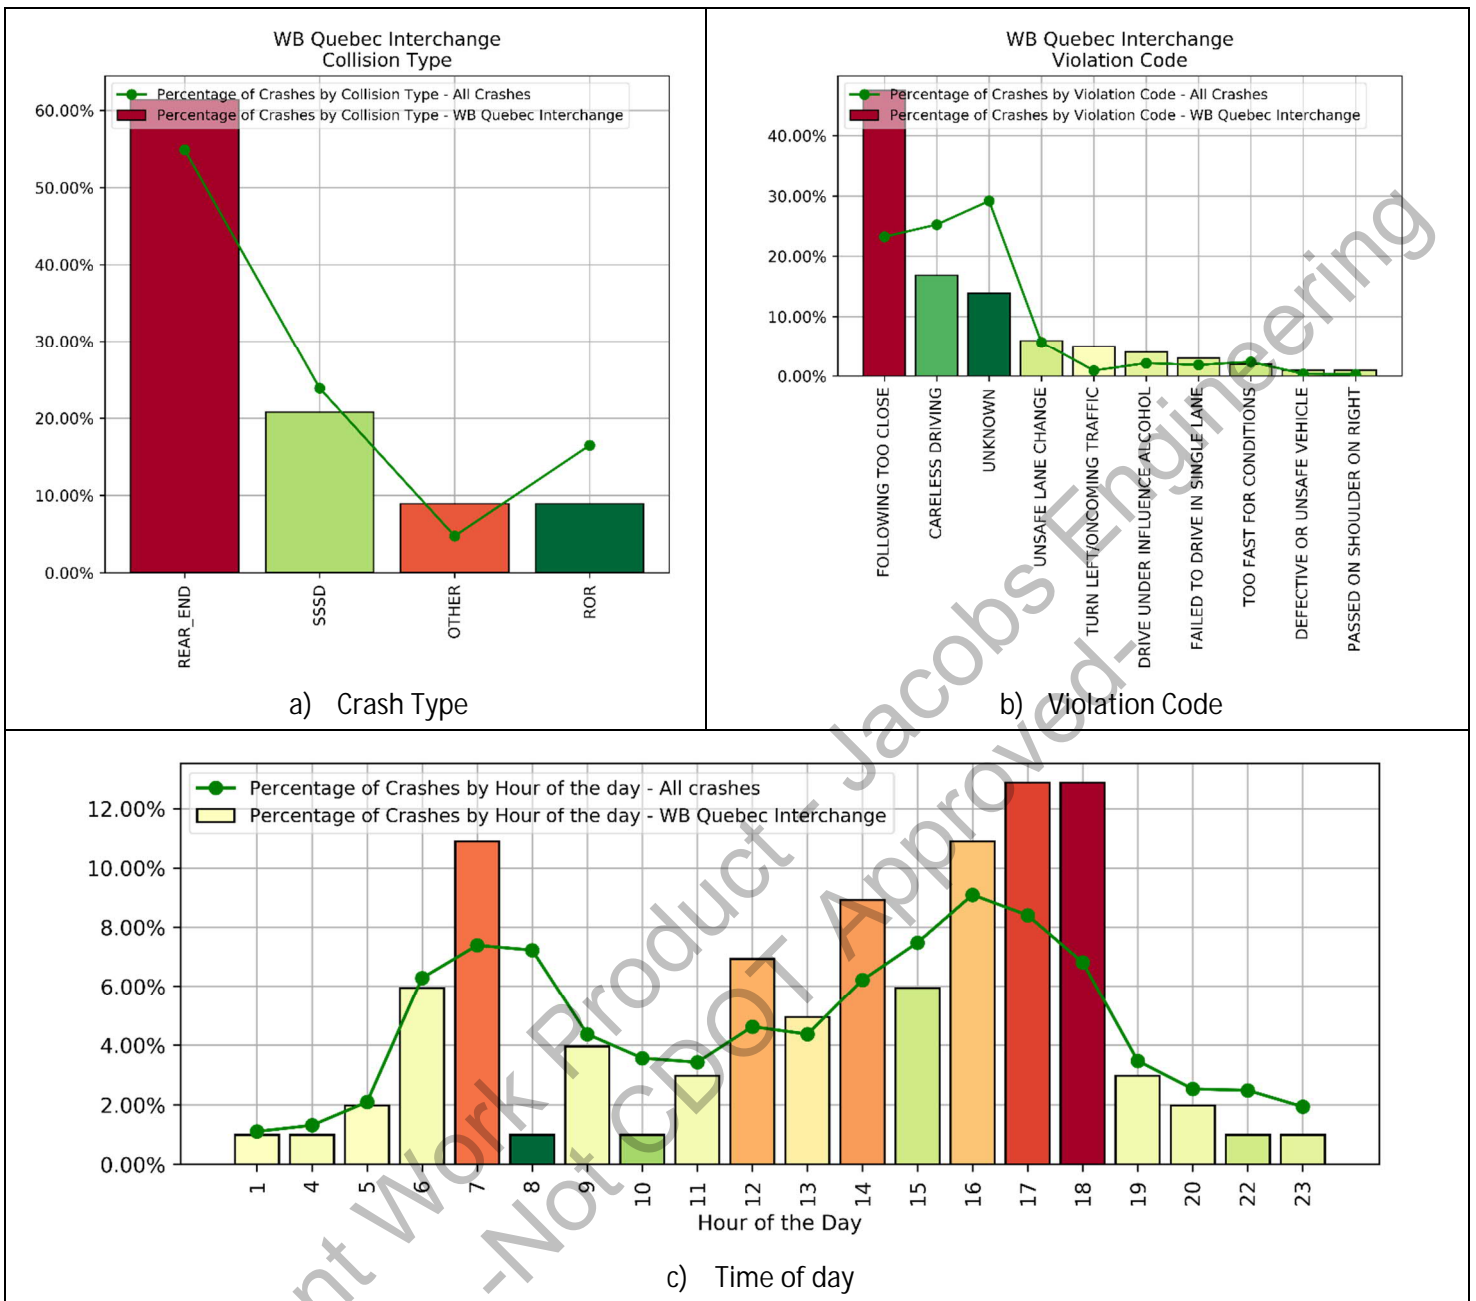 WB Quebec Interchange
Collision Type
Percentage of Crashes by Collision Type - All Crashes
Percentage of Crashes by Collision Type - WB Quebec Interchange
60.00%
50.00%
40.00%
30.00%
20.00%
10.00%
0.00%
REAR_END
SSSD
OTHER
ROR
a) Crash Type
WB Quebec Interchange
Violation Code
Percentage of Crashes by Violation Code - All Crashes
Percentage of Crashes by Violation Code - WB Quebec Interchange
40.00%
30.00%
20.00%
10.00%
0.00%
FOLLOWING TOO CLOSE
CARELESS DRIVING
UNKNOWN
UNSAFE LANE CHANGE
TURN LEFT/ONCOMING TRAFFIC
DRIVE UNDER INFLUENCE ALCOHOL
FAILED TO DRIVE IN SINGLE LANE
TOO FAST FOR CONDITIONS
DEFECTIVE OR UNSAFE VEHICLE
PASSED ON SHOULDER ON RIGHT
b) Violation Code
Percentage of Crashes by Hour of the day - All crashes
Percentage of Crashes by Hour of the day - WB Quebec Interchange
12.00%
10.00%
8.00%
6.00%
4.00%
2.00%
0.00%
1 4 5 6 7 8 9 10 11 12 13 14 15 16 17 18 19 20 22 23
Hour of the Day
c) Time of day
nt Work Product - Jacobs Engineering
-Not CDOT Approved-